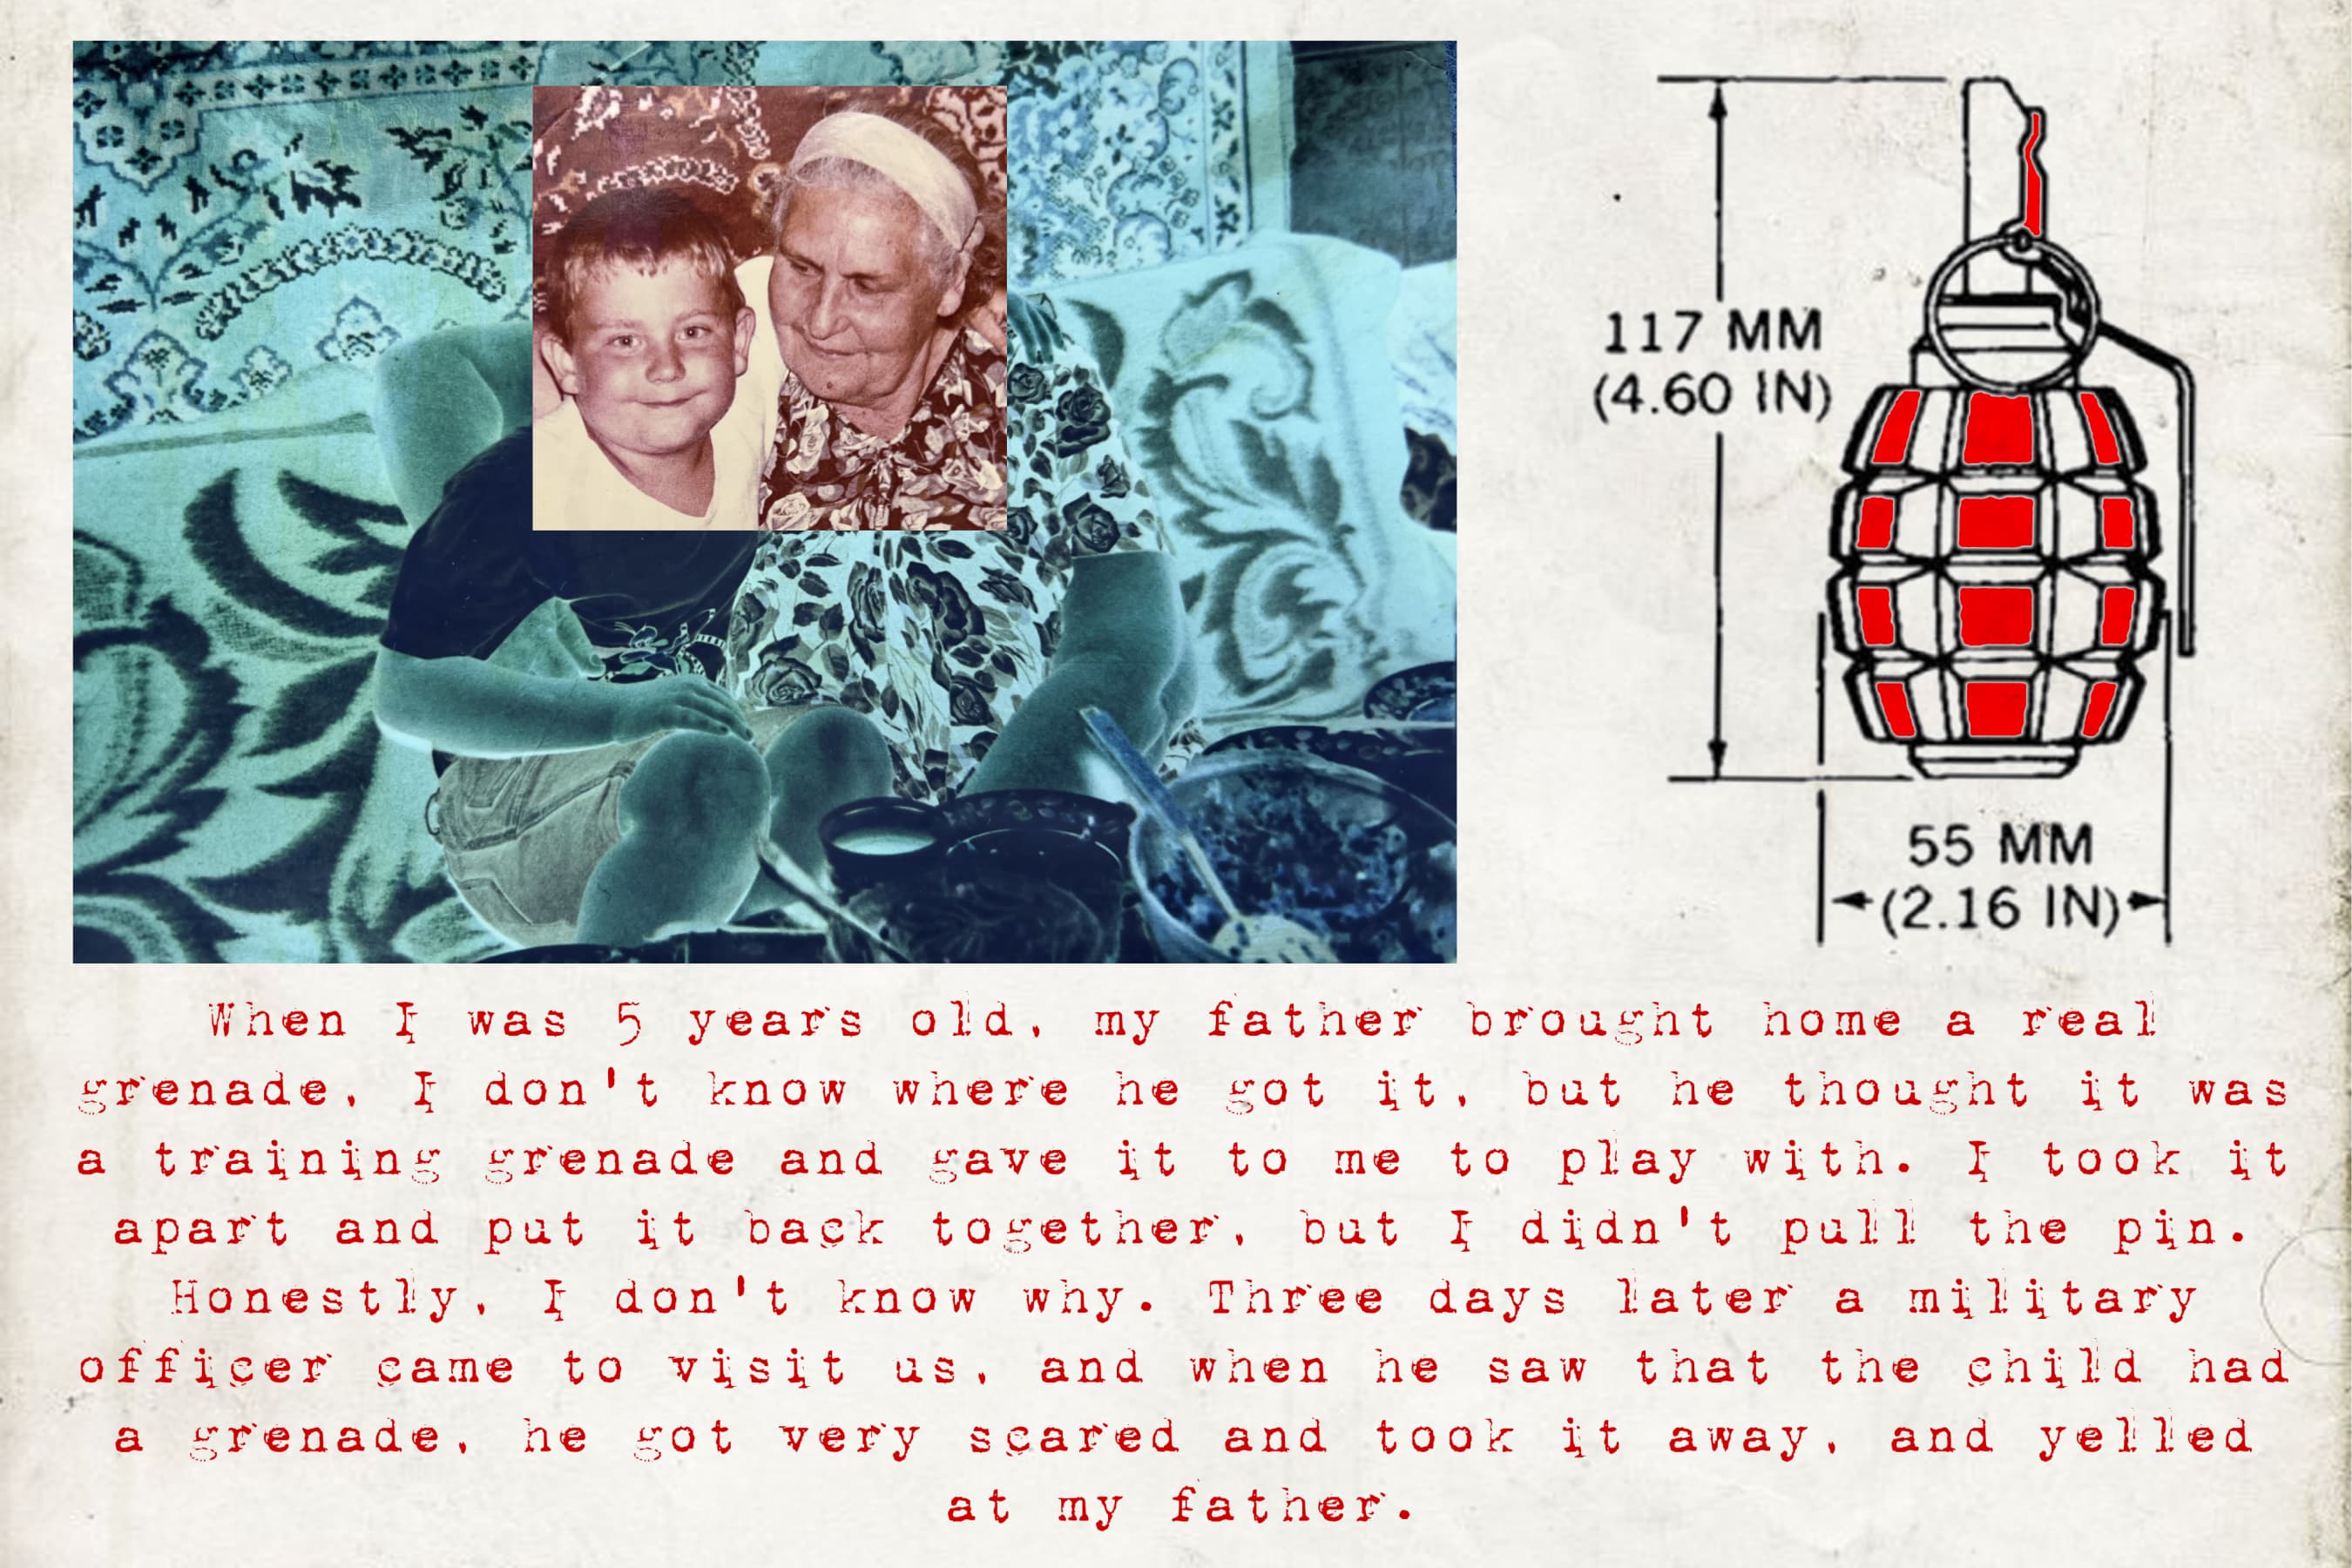 117 MM
(4.60 IN)
55 MM
(2.16 IN)
When I was 5 years old, my father brought home a real
grenade, I don't know where he got it, but he thought it was
a training grenade and gave it to me to play with. I took it
apart and put it back together, but I didn't pull the pin.
Honestly, I don't know why. Three days later a military
officer came to visit us, and when he saw that the child had
a grenade, he got very scared and took it away, and yelled
at my father.